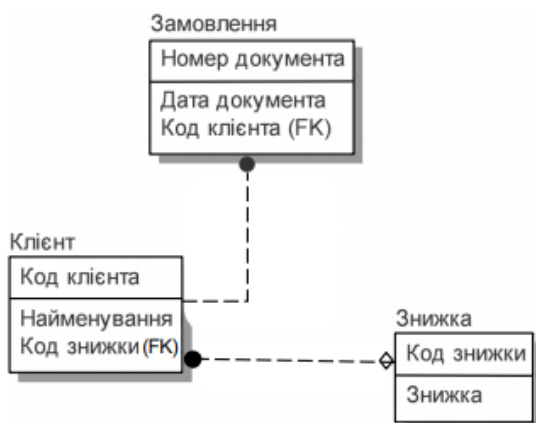 Замовлення
Номер документа
Дата документа
Код клієнта (FK)
Клієнт
Код клієнта
Найменування
Код знижки (FK)
Знижка
Код знижки
Знижка